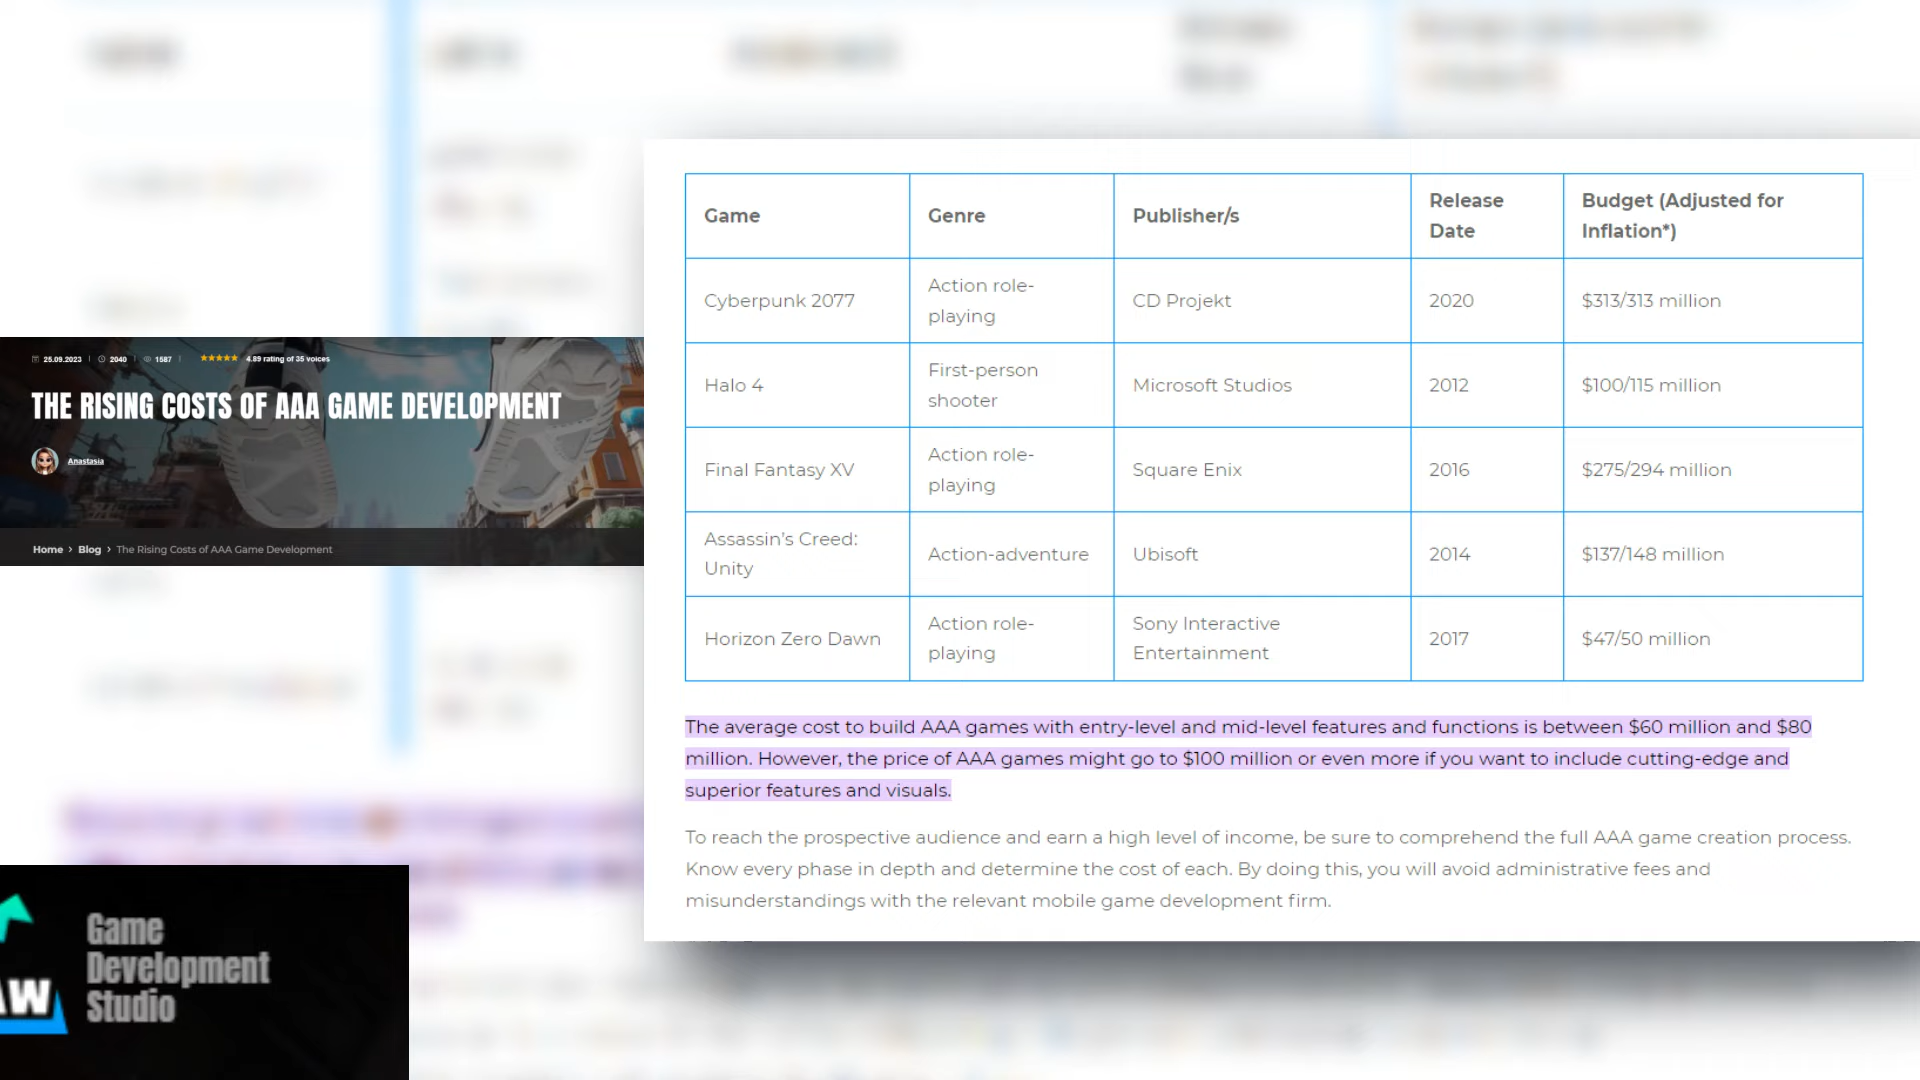 25.09.2023 2040 1587 4.89 rating of 35 voices
THE RISING COSTS OF AAA GAME DEVELOPMENT
Anastasia
Home › Blog › The Rising Costs of AAA Game Development
AW
Game
Development
Studio
Game Genre Publisher/s Release Date Budget (Adjusted for Inflation*)
Cyberpunk 2077 Action role-playing CD Projekt 2020 $313/313 million
Halo 4 First-person shooter Microsoft Studios 2012 $100/115 million
Final Fantasy XV Action role-playing Square Enix 2016 $275/294 million
Assassin’s Creed: Unity Action-adventure Ubisoft 2014 $137/148 million
Horizon Zero Dawn Action role-playing Sony Interactive Entertainment 2017 $47/50 million
The average cost to build AAA games with entry-level and mid-level features and functions is between $60 million and $80
million. However, the price of AAA games might go to $100 million or even more if you want to include cutting-edge and
superior features and visuals.
To reach the prospective audience and earn a high level of income, be sure to comprehend the full AAA game creation process.
Know every phase in depth and determine the cost of each. By doing this, you will avoid administrative fees and
misunderstandings with the relevant mobile game development firm.